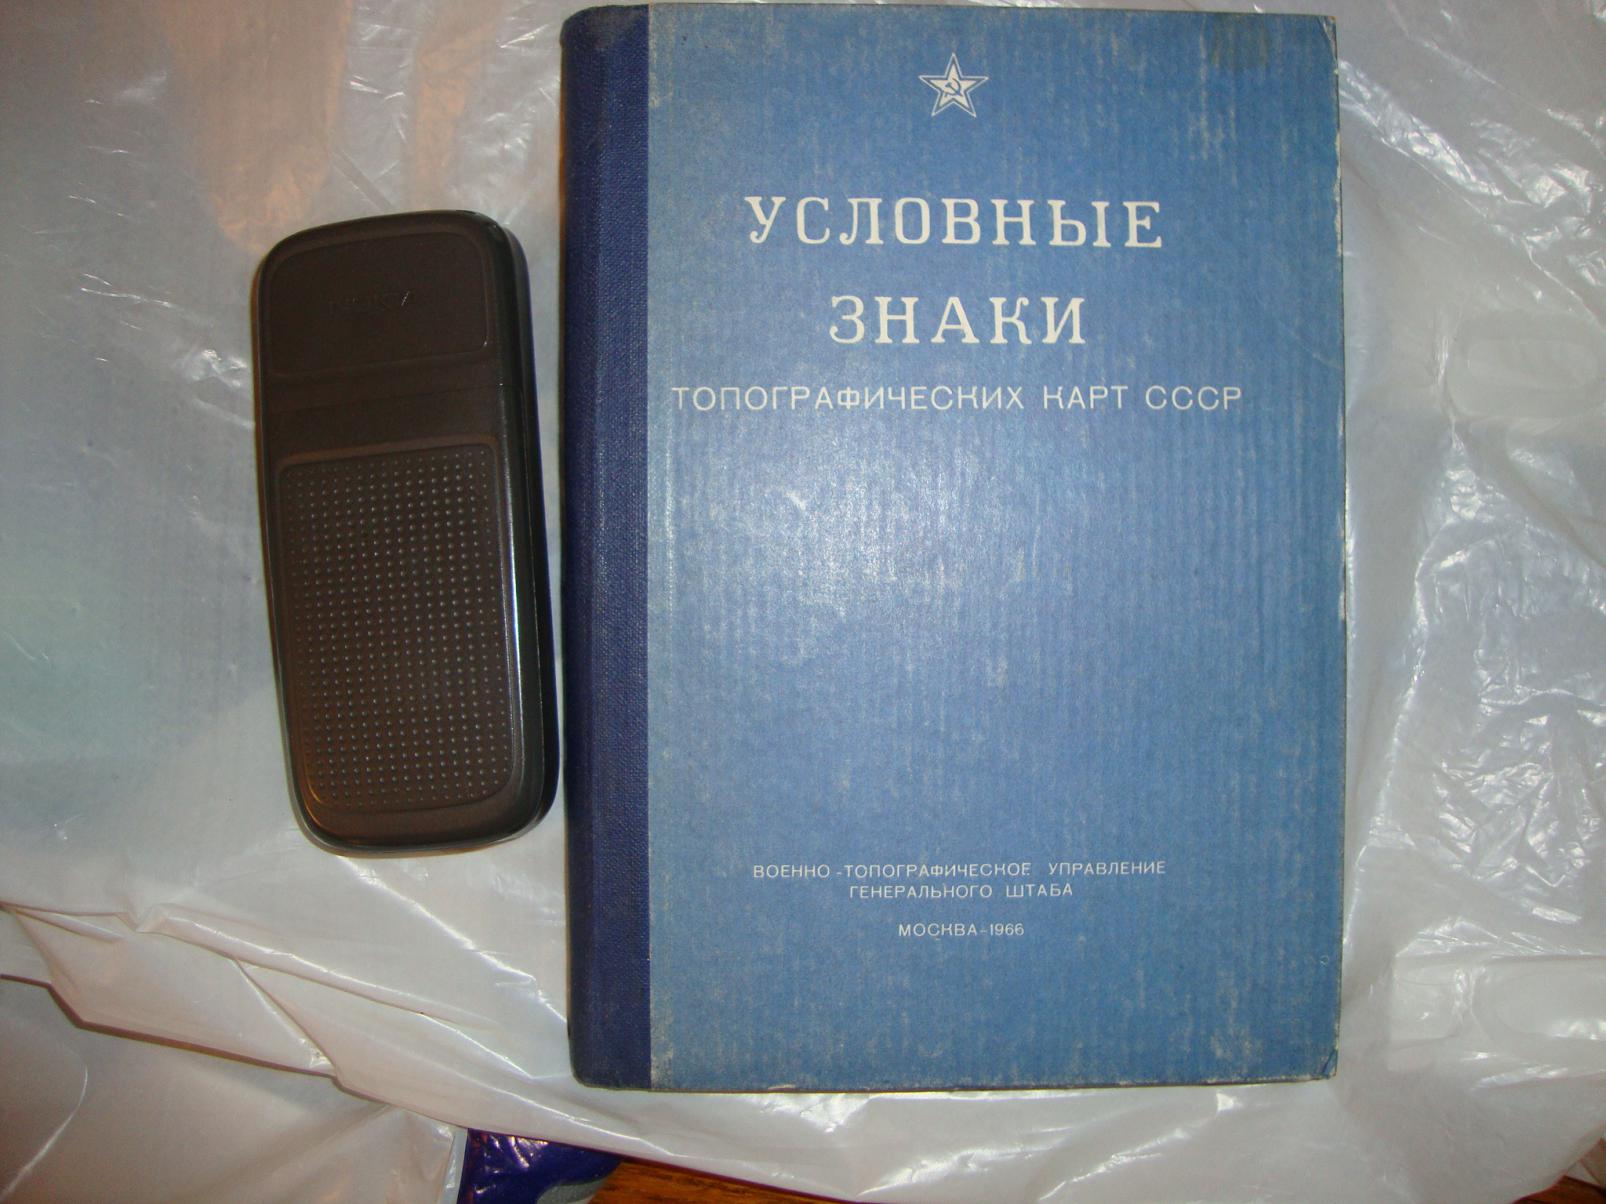 УСЛОВНЫЕ
ЗНАКИ
ТОПОГРАФИЧЕСКИХ КАРТ СССР
ВОЕННО-ТОПОГРАФИЧЕСКОЕ УПРАВЛЕНИЕ
ГЕНЕРАЛЬНОГО ШТАБА
МОСКВА-1966